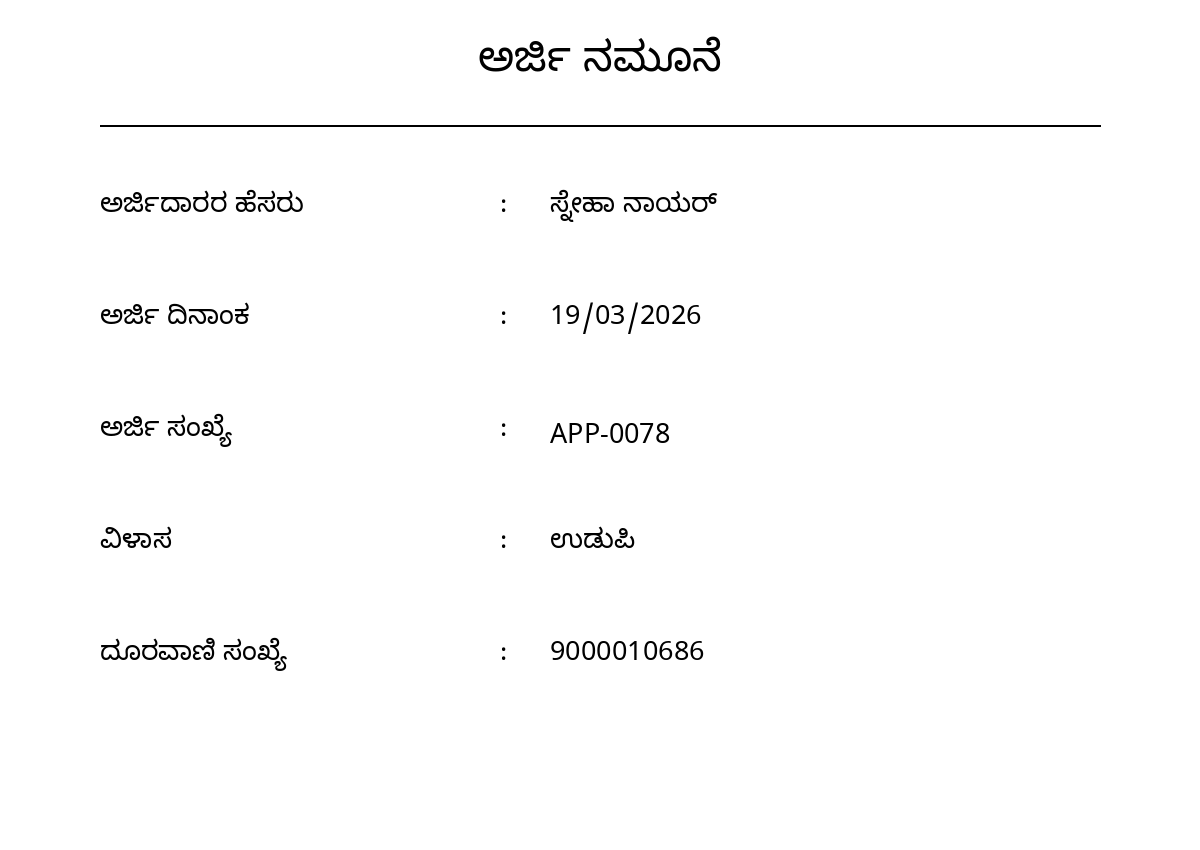 ಅರ್ಜಿ ನಮೂನೆ
ಅರ್ಜಿದಾರರ ಹೆಸರು : ಸ್ನೇಹಾ ನಾಯರ್
ಅರ್ಜಿ ದಿನಾಂಕ : 19/03/2026
ಅರ್ಜಿ ಸಂಖ್ಯೆ : APP-0078
ವಿಳಾಸ : ಉಡುಪಿ
ದೂರವಾಣಿ ಸಂಖ್ಯೆ : 9000010686